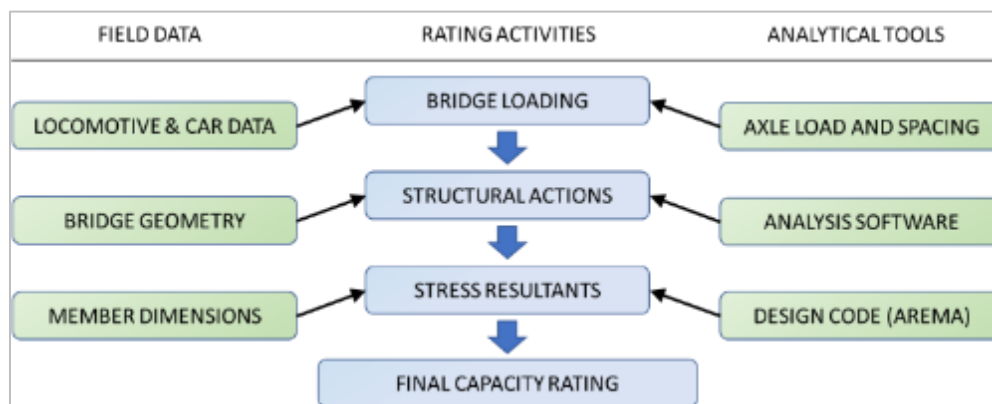 FIELD DATA
RATING ACTIVITIES
ANALYTICAL TOOLS
BRIDGE LOADING
LOCOMOTIVE & CAR DATA
AXLE LOAD AND SPACING
STRUCTURAL ACTIONS
BRIDGE GEOMETRY
ANALYSIS SOFTWARE
STRESS RESULTANTS
MEMBER DIMENSIONS
DESIGN CODE (AREMA)
FINAL CAPACITY RATING